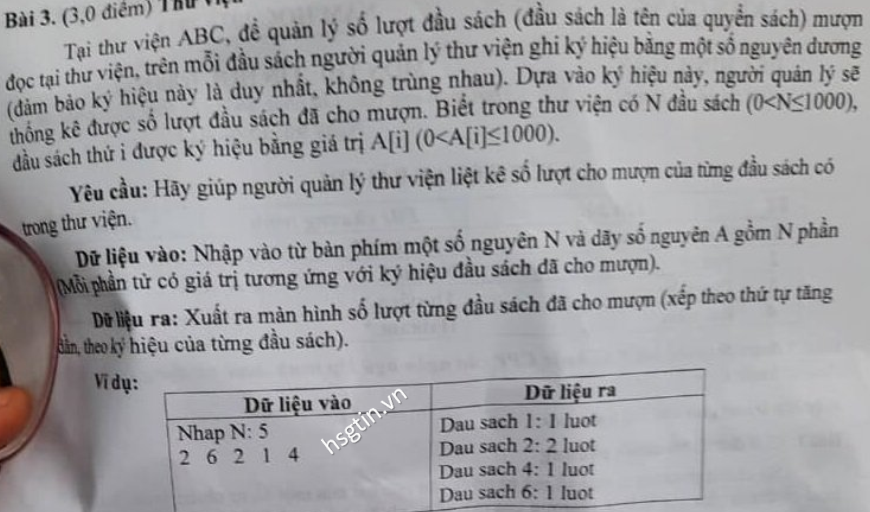 Bài 3. (3,0 điểm)
Tại thư viện ABC, để quản lý số lượt đầu sách (đầu sách là tên của quyển sách) mượn
đọc tại thư viện, trên mỗi đầu sách người quản lý thư viện ghi ký hiệu bằng một số nguyên dương
(đảm bảo ký hiệu này là duy nhất, không trùng nhau). Dựa vào ký hiệu này, người quản lý sẽ
thống kê được số lượt đầu sách đã cho mượn. Biết trong thư viện có N đầu sách (0<N≤1000),
đầu sách thứ i được ký hiệu bằng giá trị A[i] (0<A[i]≤1000).
Yêu cầu: Hãy giúp người quản lý thư viện liệt kê số lượt cho mượn của từng đầu sách có
trong thư viện.
Dữ liệu vào: Nhập vào từ bàn phím một số nguyên N và dãy số nguyên A gồm N phần
(Mỗi phần tử có giá trị tương ứng với ký hiệu đầu sách đã cho mượn).
Dữ liệu ra: Xuất ra màn hình số lượt từng đầu sách đã cho mượn (xếp theo thứ tự tăng
dần, theo ký hiệu của từng đầu sách).
Ví dụ:
Dữ liệu vào Dữ liệu ra
Nhap N: 5 Dau sach 1: 1 luot
2 6 2 1 4 Dau sach 2: 2 luot
Dau sach 4: 1 luot
Dau sach 6: 1 luot
hsgtin.vn